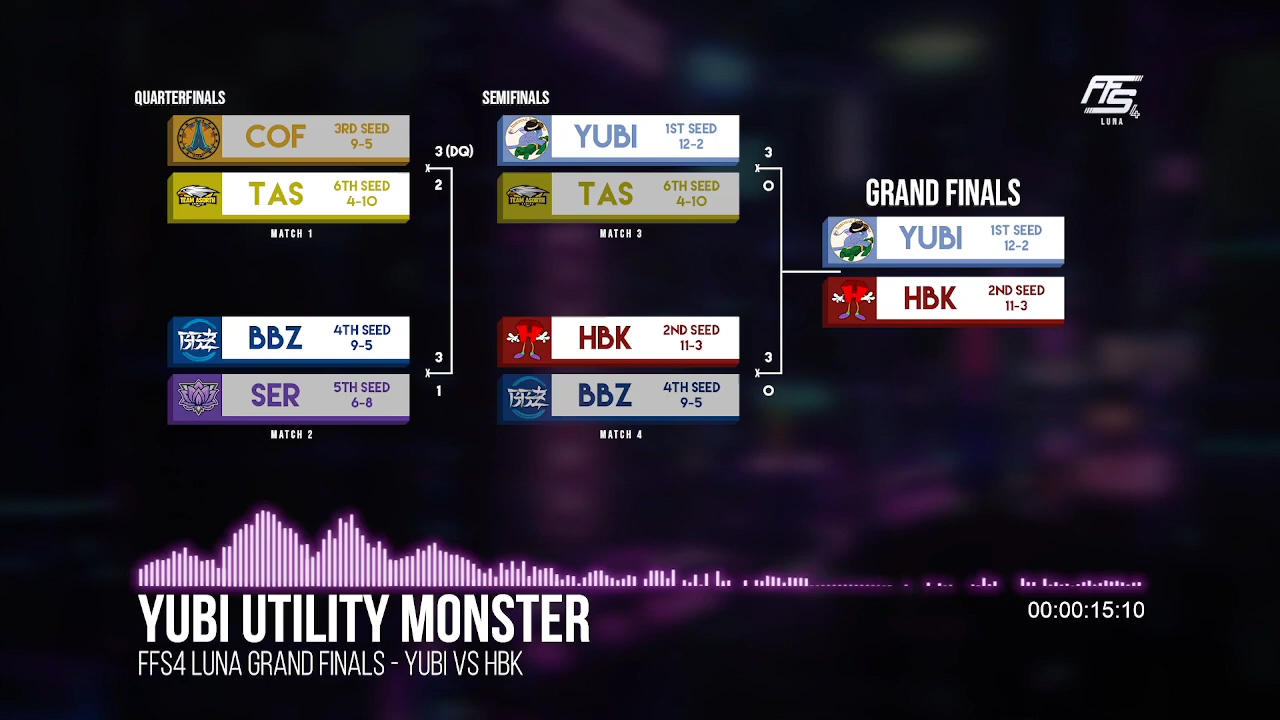 QUARTERFINALS
COF
3RD SEED
9-5
3 (DQ)
TAS
6TH SEED
4-10
2
MATCH 1
BBZ
4TH SEED
9-5
3
SER
5TH SEED
6-8
1
MATCH 2
SEMIFINALS
YUBI
1ST SEED
12-2
3
TEAM ASORTH
TAS
6TH SEED
4-10
0
MATCH 3
H
HBK
2ND SEED
11-3
3
BBZ
4TH SEED
9-5
0
MATCH 4
FFS4
LUNA
GRAND FINALS
YUBI
1ST SEED
12-2
H
HBK
2ND SEED
11-3
YUBI UTILITY MONSTER
FFS4 LUNA GRAND FINALS - YUBI VS HBK
00:00:15:10